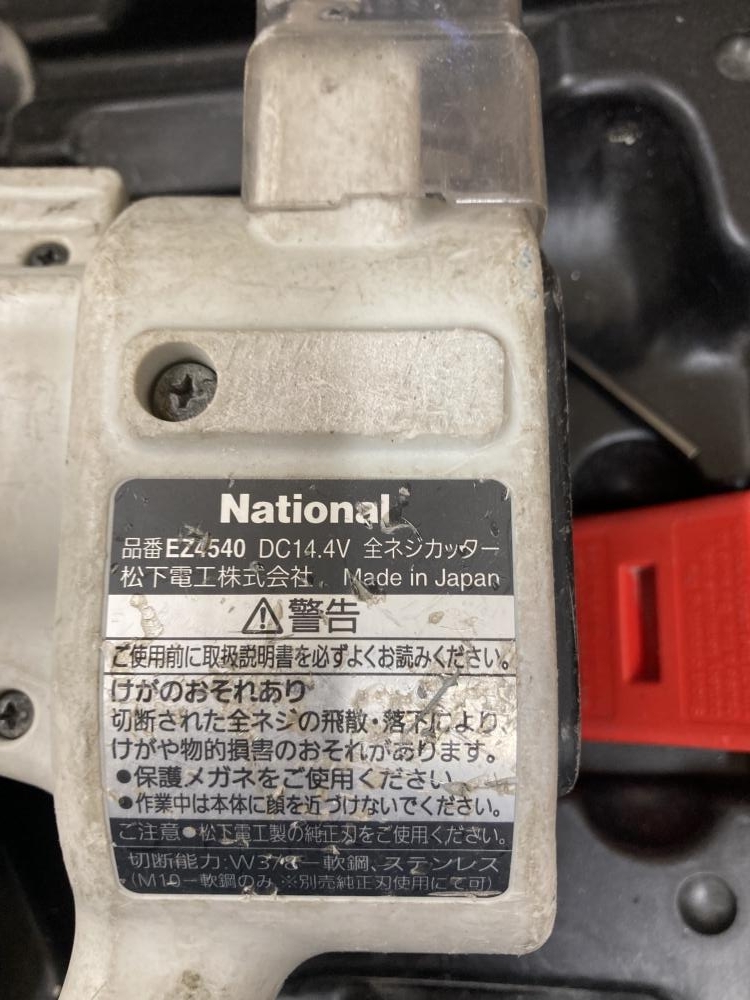 National
品番EZ4540 DC14.4V 全ネジカッター
松下電工株式会社 Made in Japan
⚠警告
ご使用前に取扱説明書を必ずよくお読みください。
けがのおそれあり
切断された全ネジの飛散・落下により、
けがや物的損害のおそれがあります。
●保護メガネをご使用ください。
●作業中は本体に顔を近づけないでください。
ご注意●松下電工製の純正刃をご使用ください。
切断能力:W3/8ー軟鋼、ステンレス
(M10ー軟鋼のみ ※別売純正刃使用にて可)